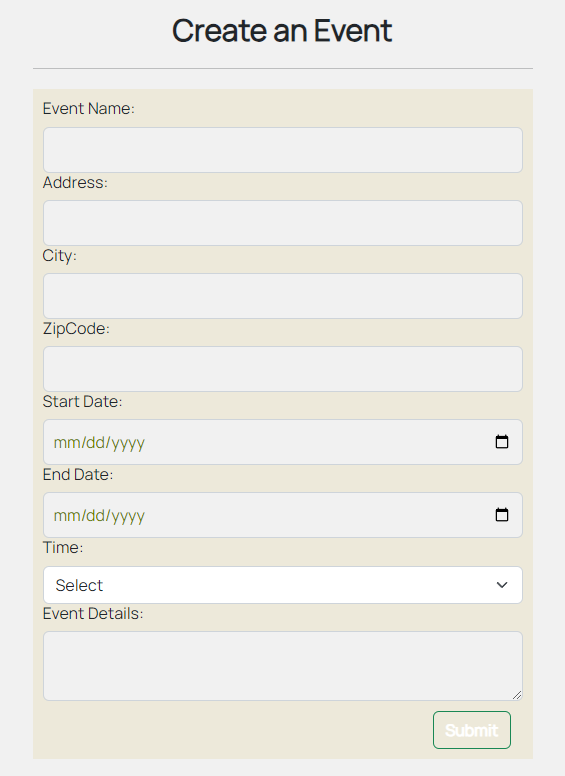 Create an Event
Event Name:
Address:
City:
ZipCode:
Start Date:
mm/dd/yyyy
End Date:
mm/dd/yyyy
Time:
Select
Event Details:
Submit